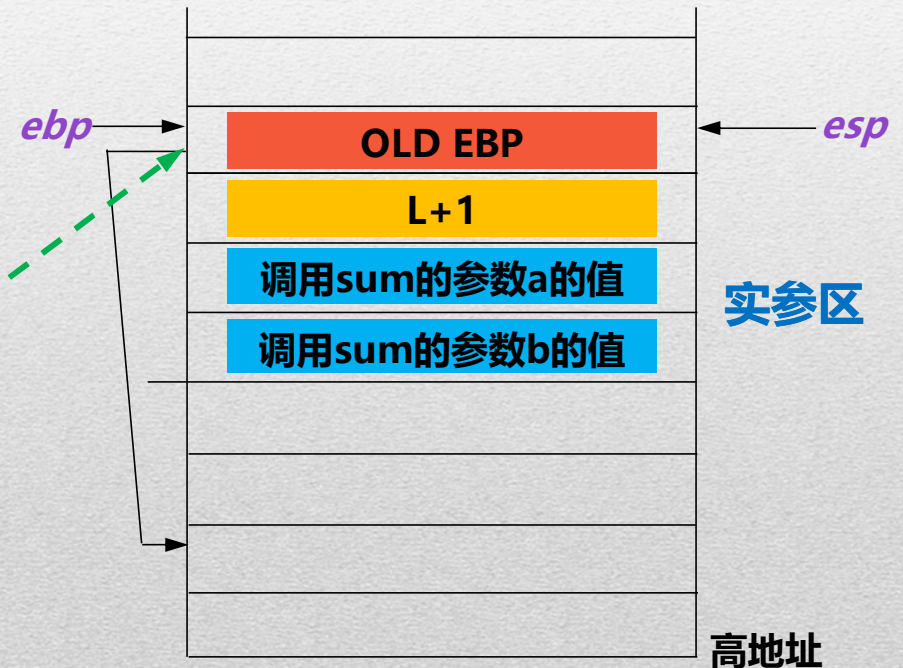 ebp
esp
OLD EBP
L+1
调用sum的参数a的值
实参区
调用sum的参数b的值
高地址